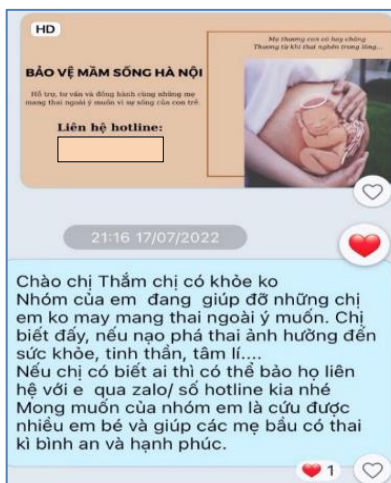 HD
Mẹ thương con có hay chăng
Thương từ khi thai nghén trong lòng...
BẢO VỆ MẦM SỐNG HÀ NỘI
Hỗ trợ, tư vấn và đồng hành cùng những mẹ
mang thai ngoài ý muốn vì sự sống của con trẻ.
Liên hệ hotline:
21:16 17/07/2022
Chào chị Thắm chị có khỏe ko
Nhóm của em đang giúp đỡ những chị
em ko may mang thai ngoài ý muốn. Chị
biết đấy, nếu nạo phá thai ảnh hưởng đến
sức khỏe, tinh thần, tâm lí....
Nếu chị có biết ai thì có thể bảo họ liên
hệ với e qua zalo/ số hotline kia nhé
Mong muốn của nhóm em là cứu được
nhiều em bé và giúp các mẹ bầu có thai
kì bình an và hạnh phúc.
1